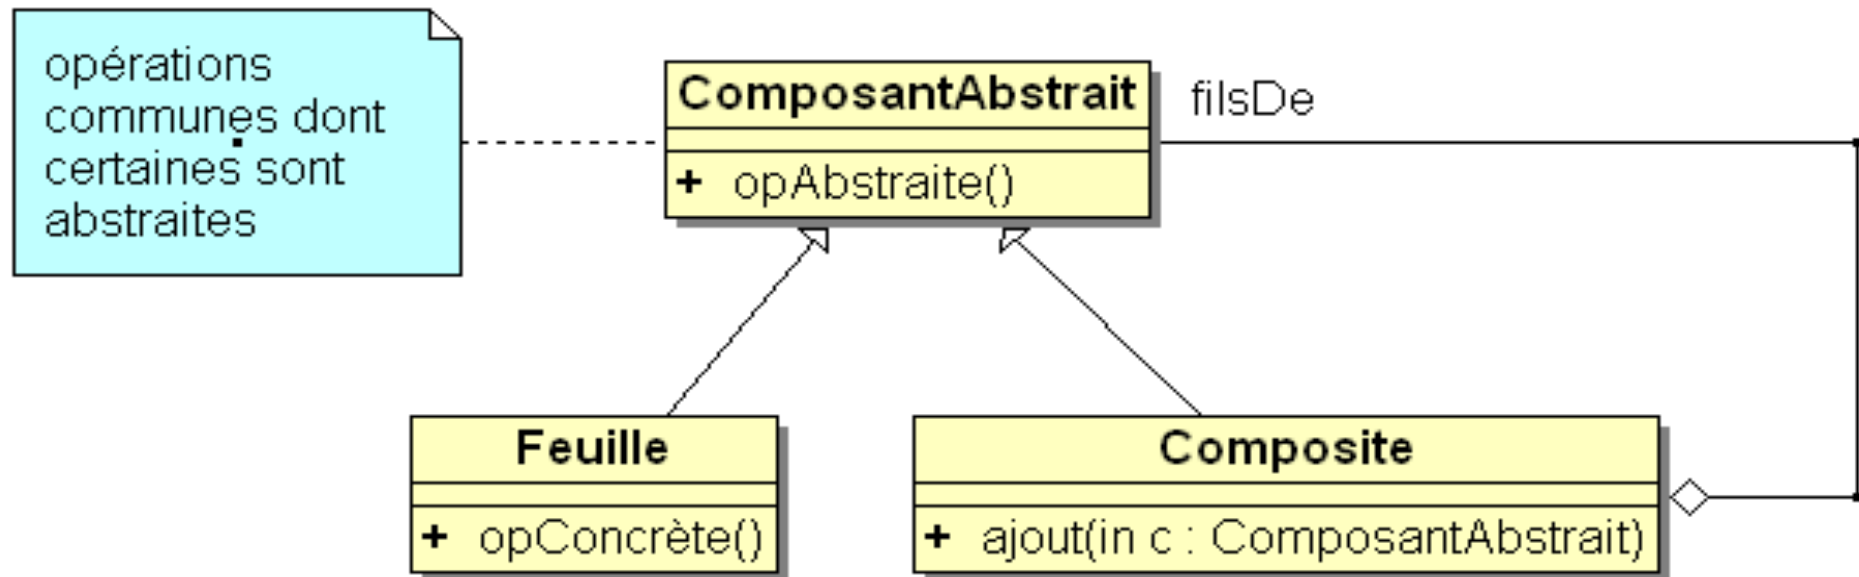 opérations
communes dont
certaines sont
abstraites
ComposantAbstrait
+ opAbstraite()
filsDe
Feuille
+ opConcrète()
Composite
+ ajout(in c : ComposantAbstrait)